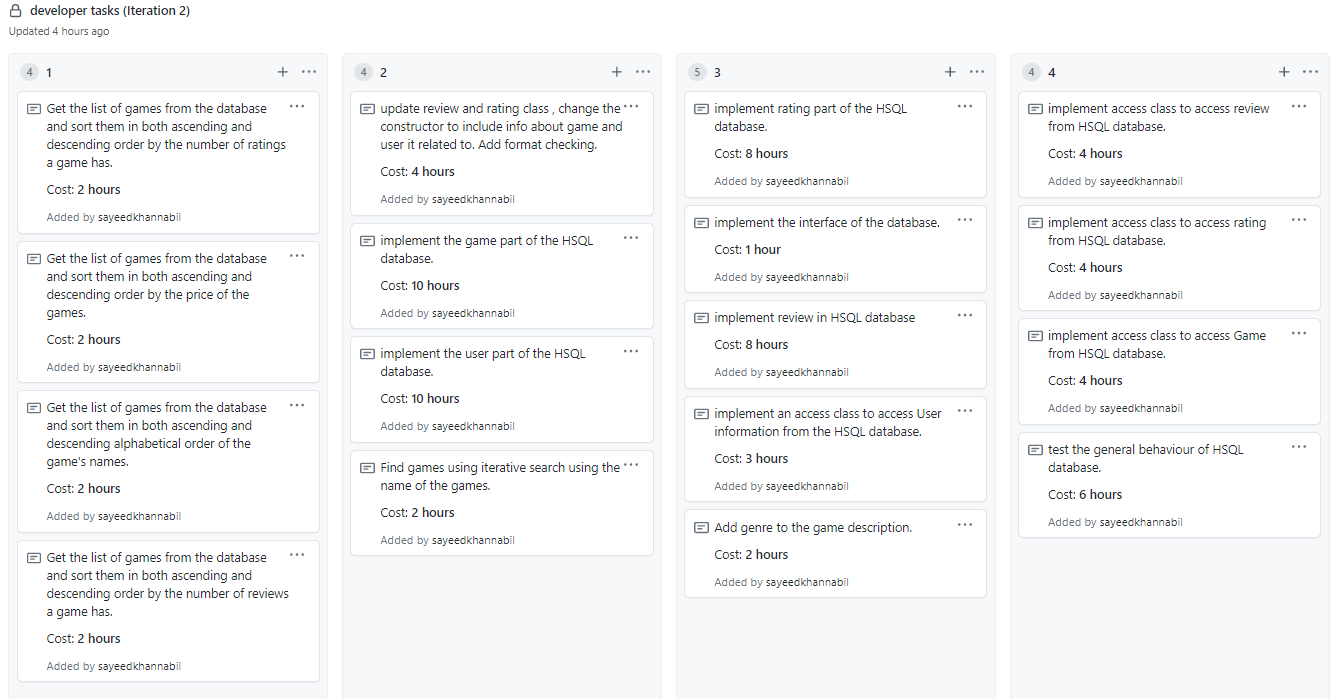 developer tasks (Iteration 2)
Updated 4 hours ago
4 1
Get the list of games from the database
and sort them in both ascending and
descending order by the number of ratings
a game has.
Cost: 2 hours
Added by sayeedkhannabil
Get the list of games from the database
and sort them in both ascending and
descending order by the price of the
games.
Cost: 2 hours
Added by sayeedkhannabil
Get the list of games from the database
and sort them in both ascending and
descending alphabetical order of the
game's names.
Cost: 2 hours
Added by sayeedkhannabil
Get the list of games from the database
and sort them in both ascending and
descending order by the number of reviews
a game has.
Cost: 2 hours
Added by sayeedkhannabil
4 2
update review and rating class , change the
constructor to include info about game and
user it related to. Add format checking.
Cost: 4 hours
Added by sayeedkhannabil
implement the game part of the HSQL
database.
Cost: 10 hours
Added by sayeedkhannabil
implement the user part of the HSQL
database.
Cost: 10 hours
Added by sayeedkhannabil
Find games using iterative search using the
name of the games.
Cost: 2 hours
Added by sayeedkhannabil
5 3
implement rating part of the HSQL
database.
Cost: 8 hours
Added by sayeedkhannabil
implement the interface of the database.
Cost: 1 hour
Added by sayeedkhannabil
implement review in HSQL database
Cost: 8 hours
Added by sayeedkhannabil
implement an access class to access User
information from the HSQL database.
Cost: 3 hours
Added by sayeedkhannabil
Add genre to the game description.
Cost: 2 hours
Added by sayeedkhannabil
4 4
implement access class to access review
from HSQL database.
Cost: 4 hours
Added by sayeedkhannabil
implement access class to access rating
from HSQL database.
Cost: 4 hours
Added by sayeedkhannabil
implement access class to access Game
from HSQL database.
Cost: 4 hours
Added by sayeedkhannabil
test the general behaviour of HSQL
database.
Cost: 6 hours
Added by sayeedkhannabil